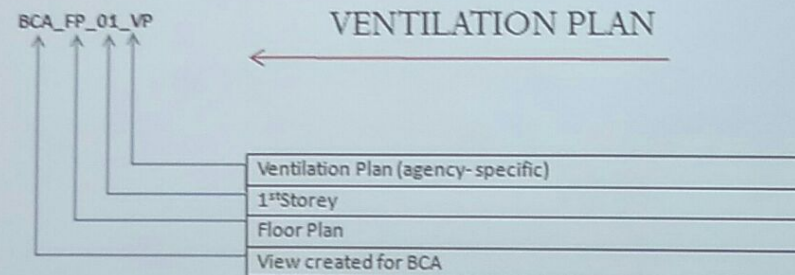 BCA_FP_01_VP
VENTILATION PLAN
Ventilation Plan (agency- specific)
1stStorey
Floor Plan
View created for BCA